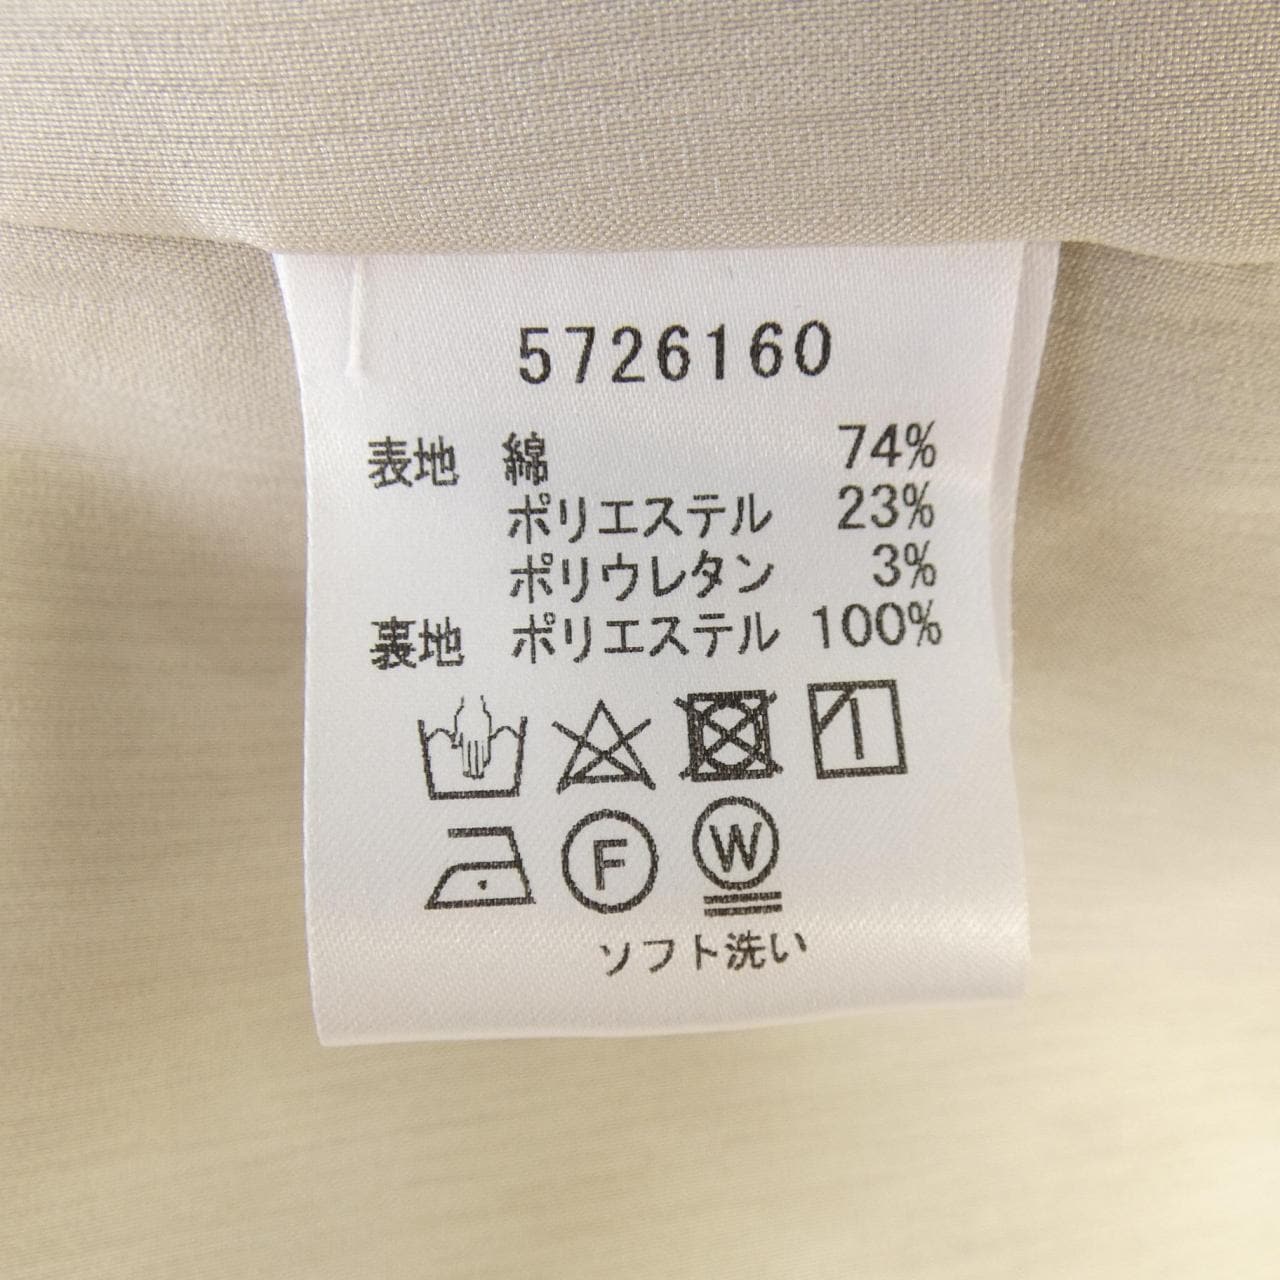 5726160
表地 綿 74%
ポリエステル 23%
ポリウレタン 3%
裏地 ポリエステル 100%
F W
ソフト洗い